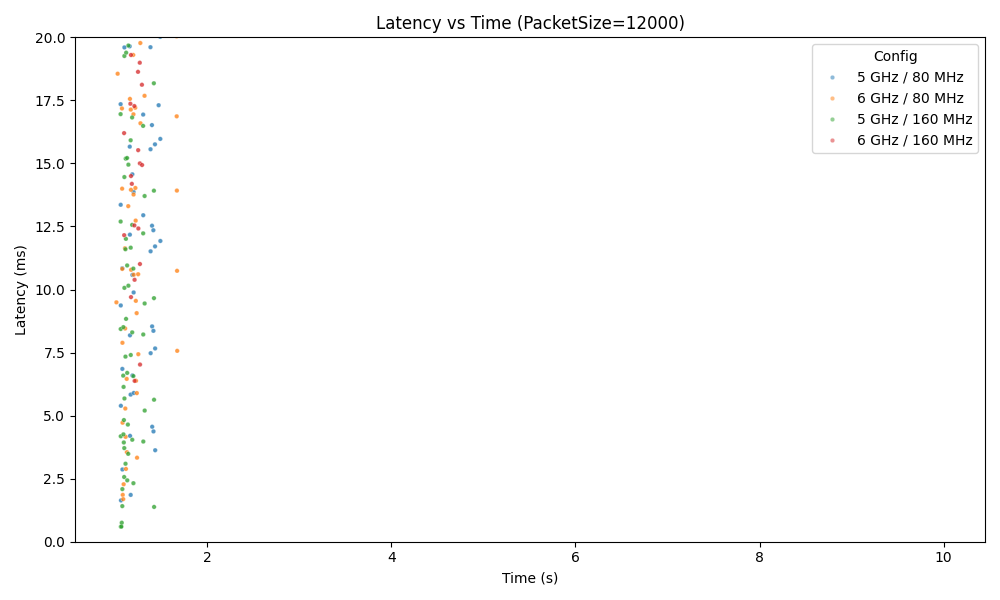 Latency vs Time (PacketSize=12000)
Config
5 GHz / 80 MHz
6 GHz / 80 MHz
5 GHz / 160 MHz
6 GHz / 160 MHz
Latency (ms)
20.0
17.5
15.0
12.5
10.0
7.5
5.0
2.5
0.0
2
4
6
8
10
Time (s)